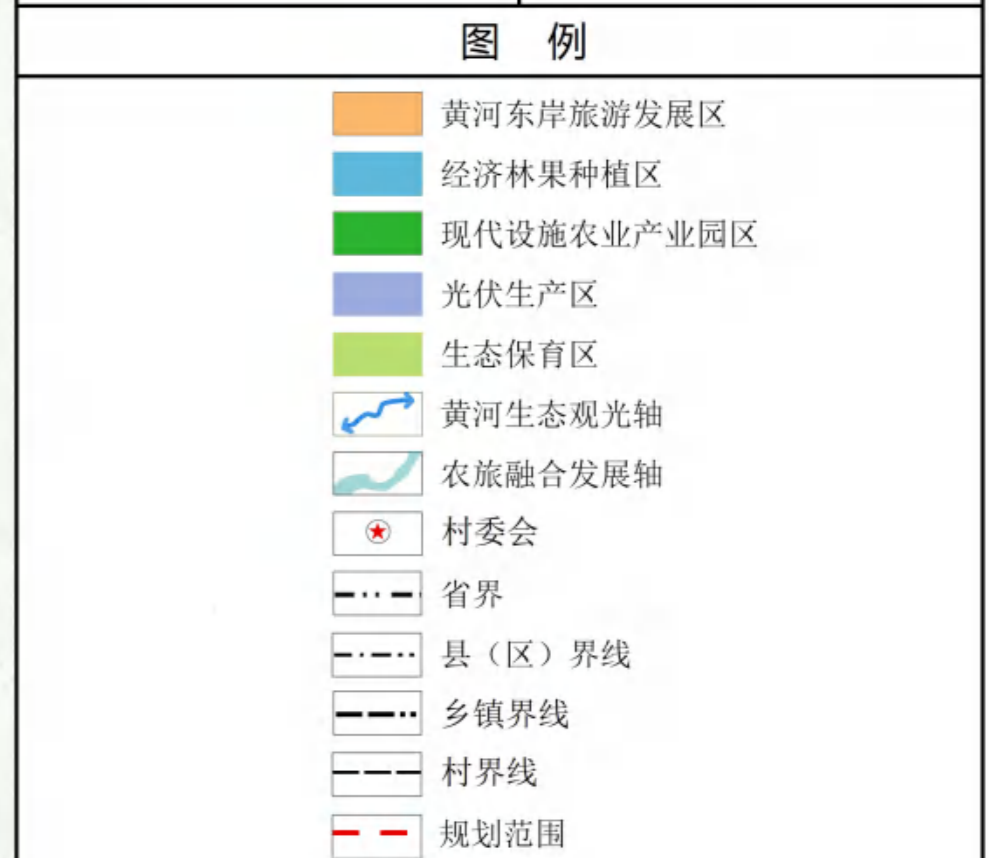 图 例
黄河东岸旅游发展区
经济林果种植区
现代设施农业产业园区
光伏生产区
生态保育区
黄河生态观光轴
农旅融合发展轴
村委会
省界
县（区）界线
乡镇界线
村界线
规划范围